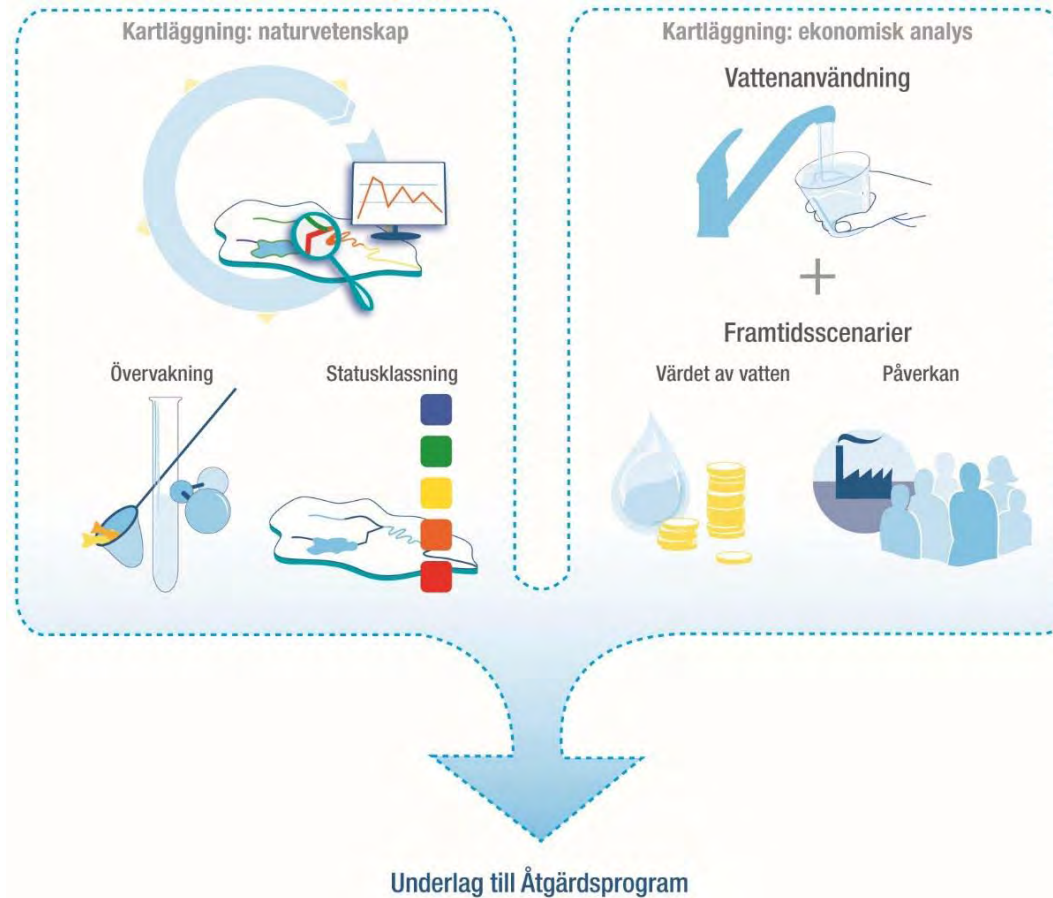 Kartläggning: naturvetenskap
Övervakning
Statusklassning
Kartläggning: ekonomisk analys
Vattenanvändning
+
Framtidsscenarier
Värdet av vatten
Påverkan
Underlag till Åtgärdsprogram